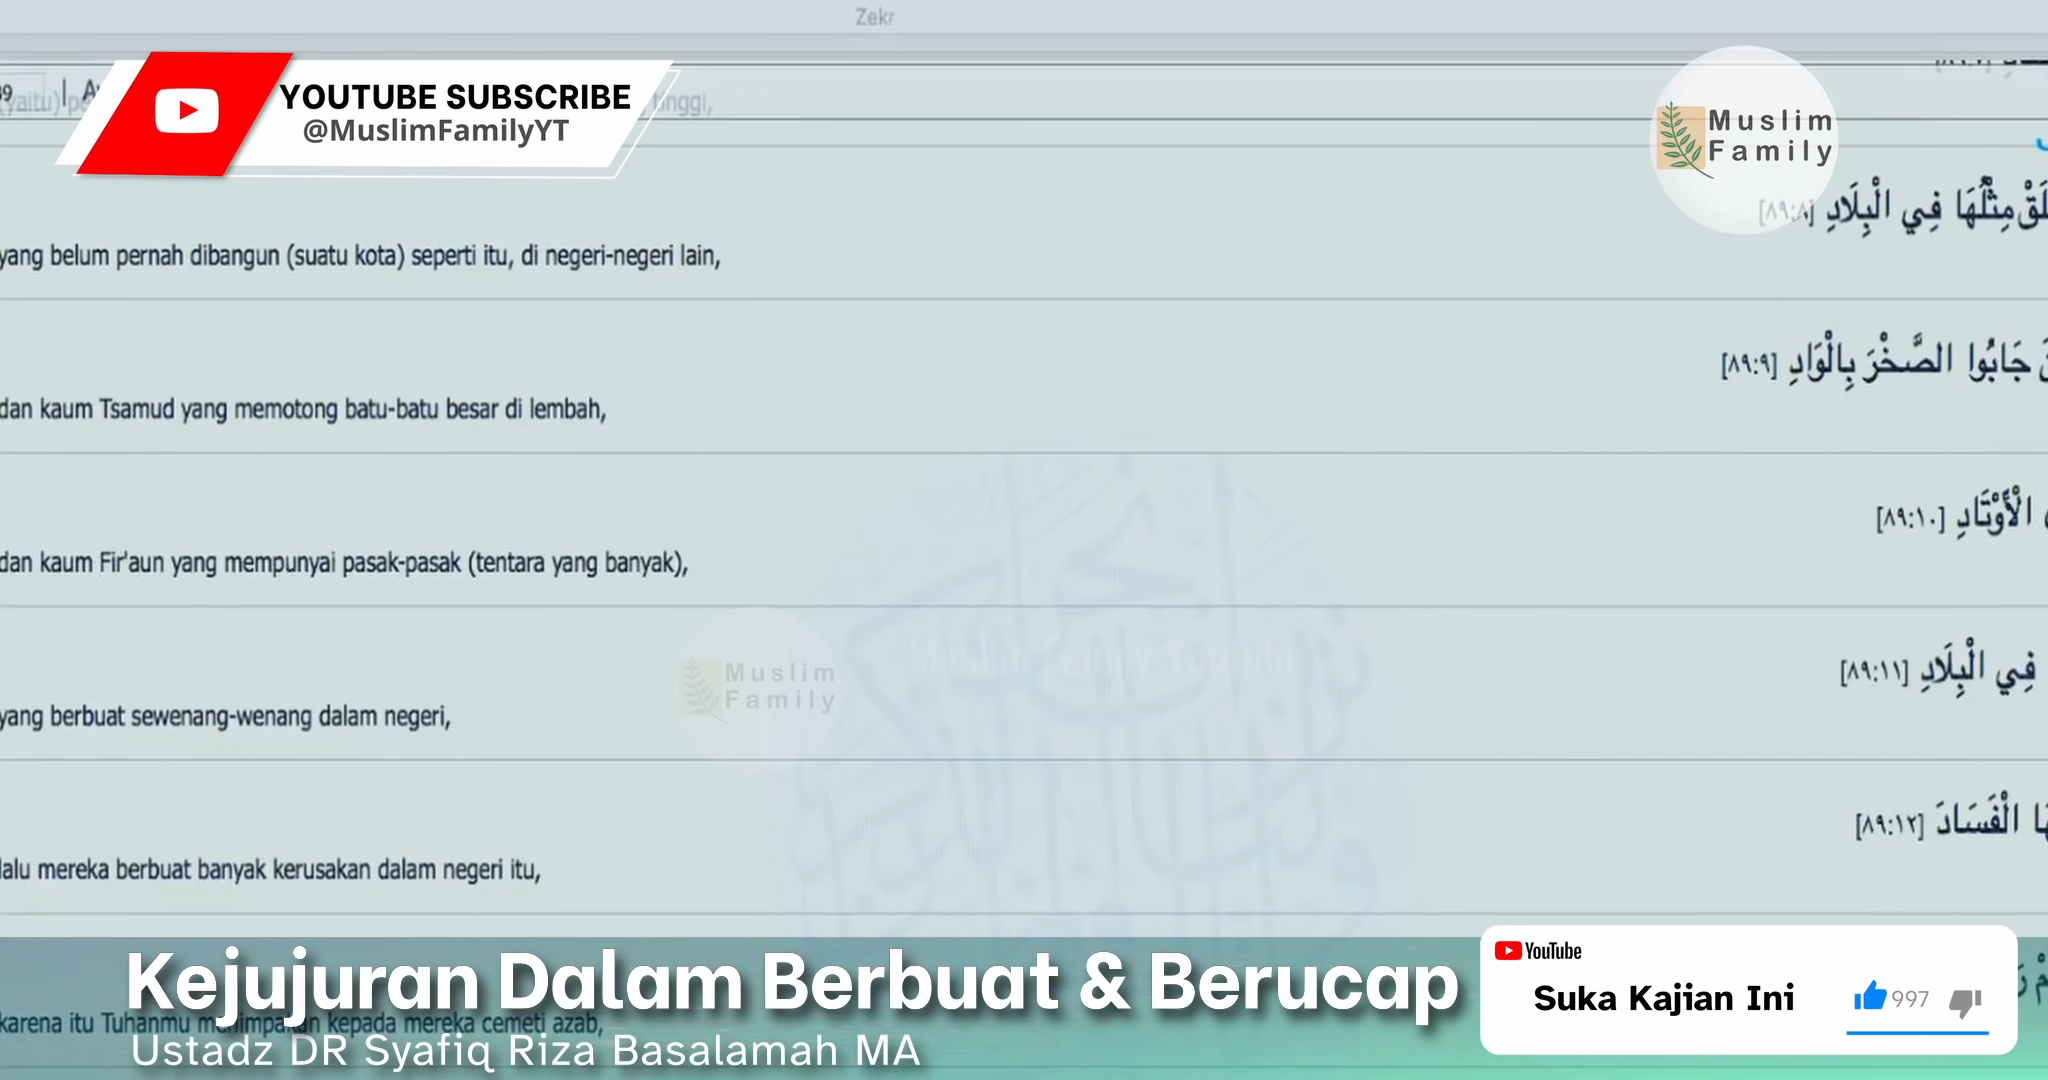 Zekr
YOUTUBE SUBSCRIBE
@MuslimFamilyYT
(yaitu)
tinggi,
Muslim
Family
مِثْلُهَا فِي الْبِلَادِ [٨٩:٨]
yang belum pernah dibangun (suatu kota) seperti itu, di negeri-negeri lain,
جَابُوا الصَّخْرَ بِالْوَادِ [٨٩:٩]
dan kaum Tsamud yang memotong batu-batu besar di lembah,
الْأَوْتَادِ [٨٩:١٠]
dan kaum Fir'aun yang mempunyai pasak-pasak (tentara yang banyak),
فِي الْبِلَادِ [٨٩:١١]
Muslim
Family
yang berbuat sewenang-wenang dalam negeri,
الْفَسَادَ [٨٩:١٢]
lalu mereka berbuat banyak kerusakan dalam negeri itu,
Kejujuran Dalam Berbuat & Berucap
karena itu Tuhanmu menimpakan kepada mereka cemeti azab,
Ustadz DR Syafiq Riza Basalamah MA
YouTube
Suka Kajian Ini
997